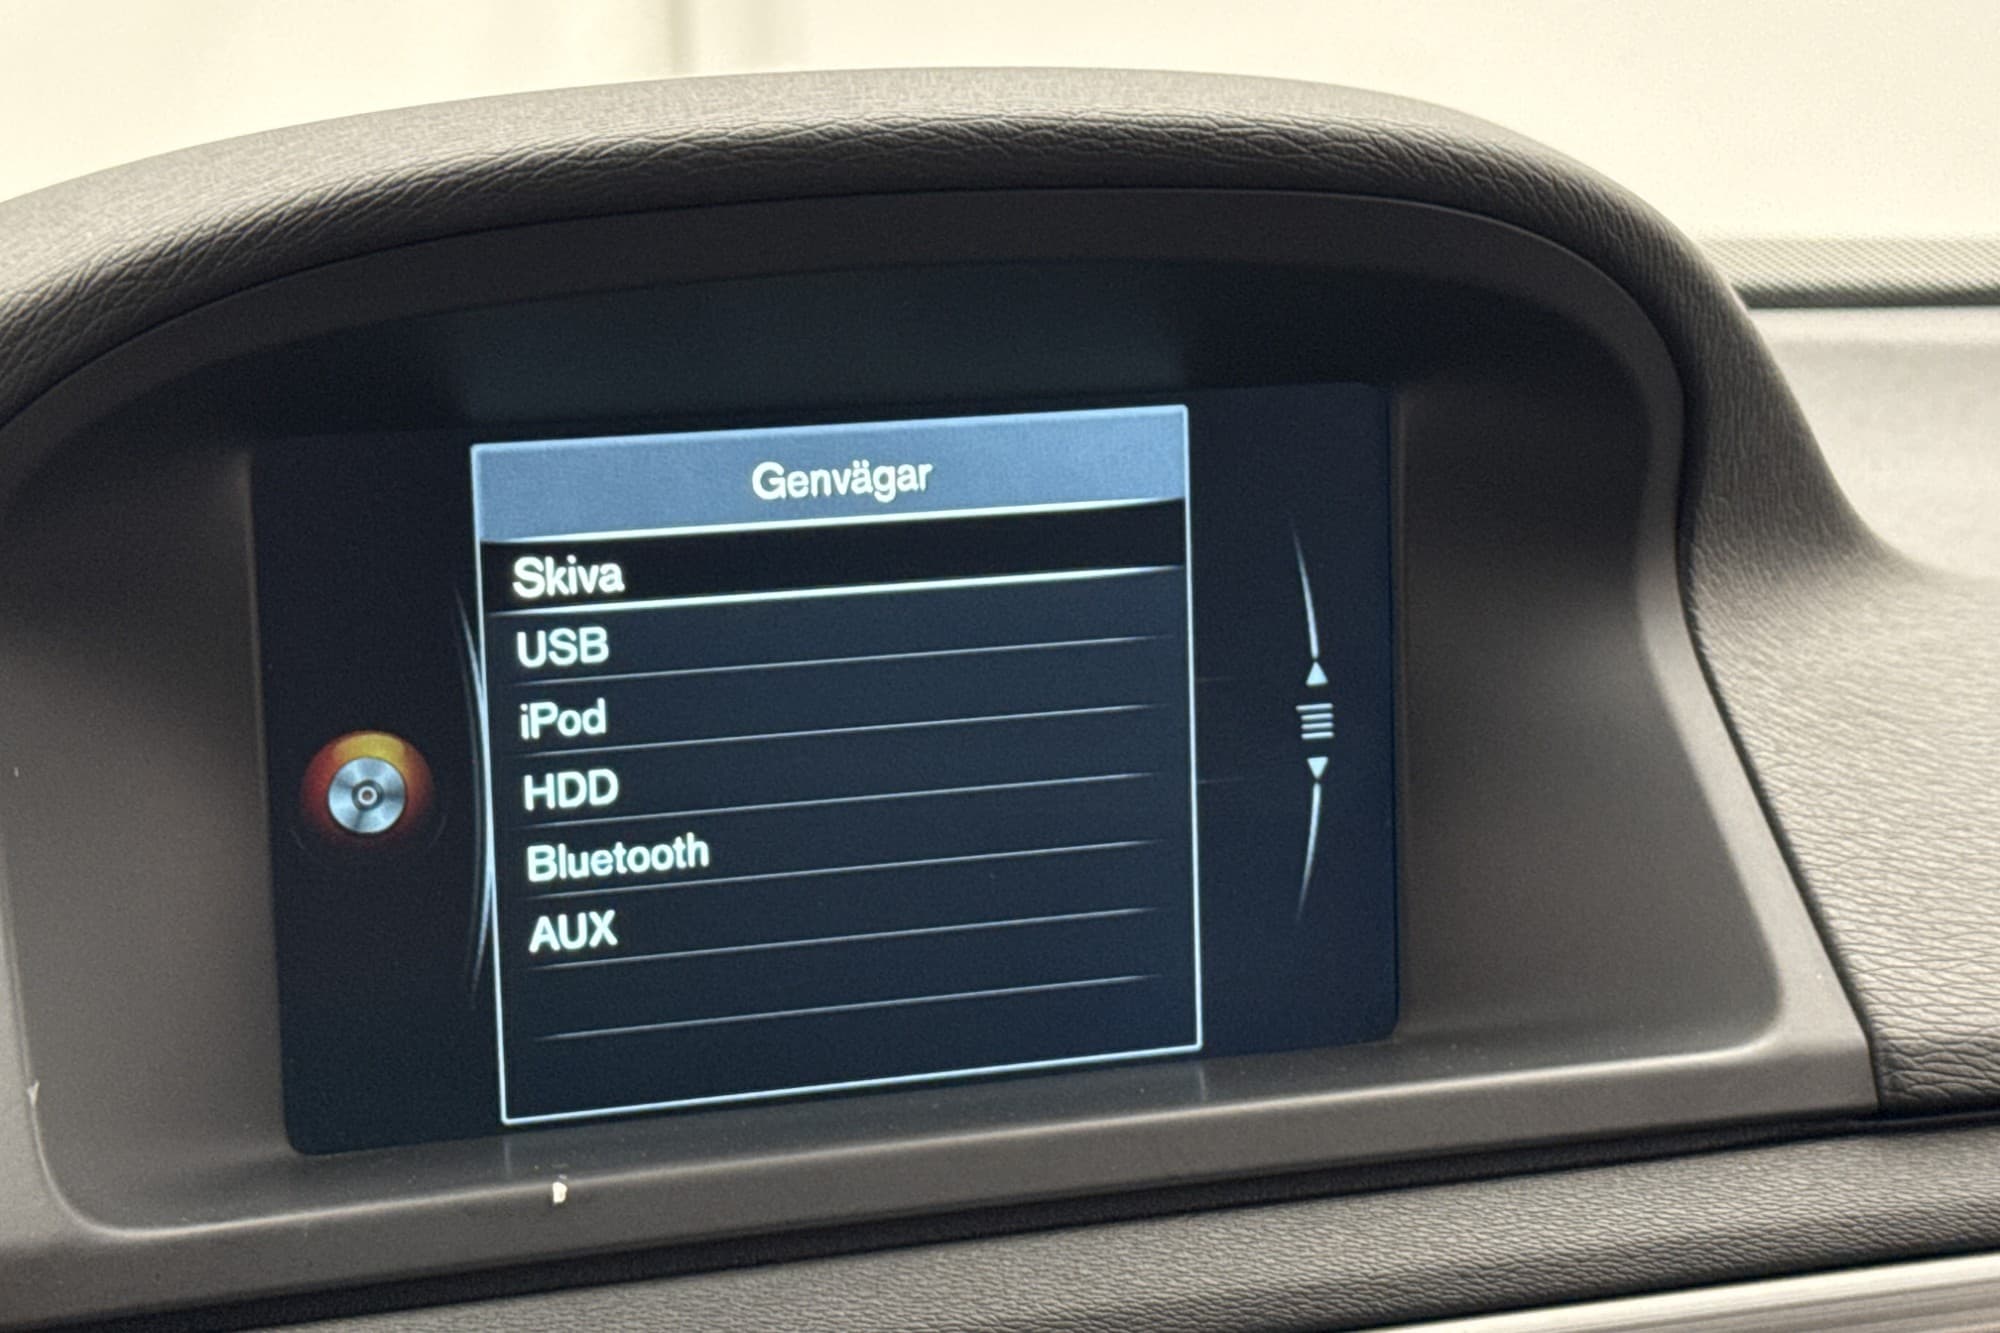 Genvägar
Skiva
USB
iPod
HDD
Bluetooth
AUX